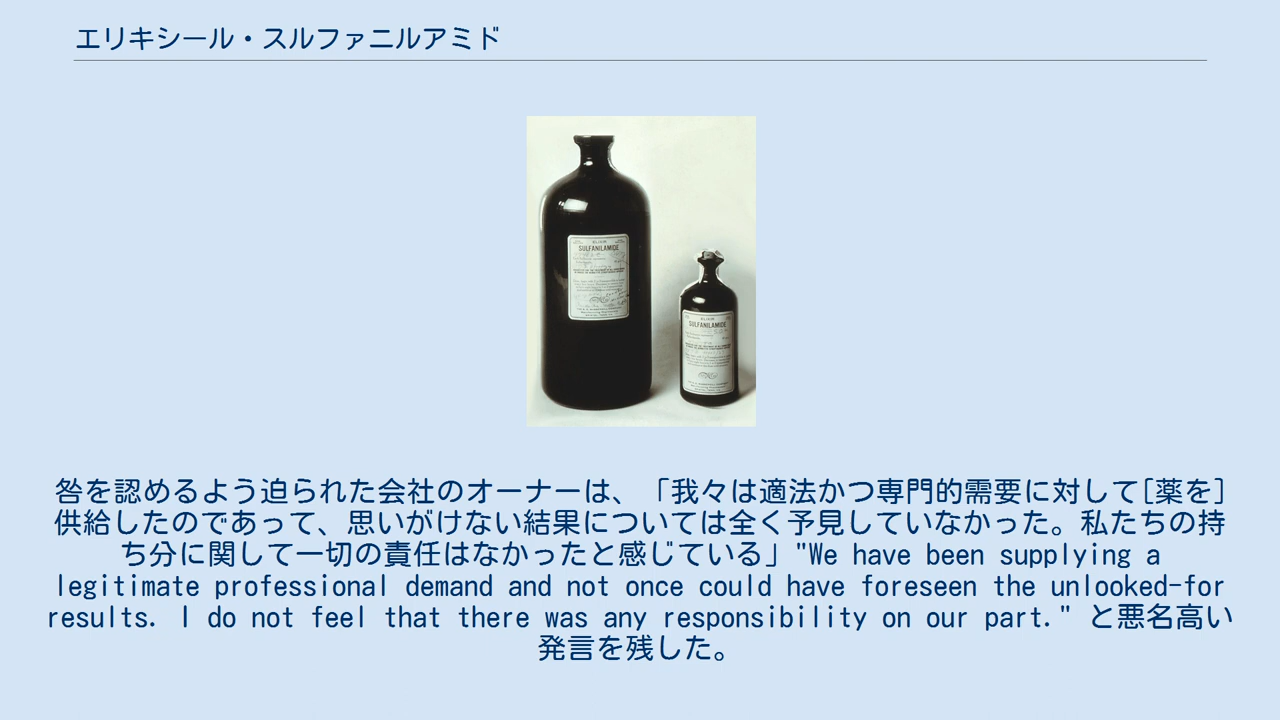 エリキシール・スルファニルアミド
ELIXIR
SULFANILAMIDE
ELIXIR
SULFANILAMIDE
咎を認めるよう迫られた会社のオーナーは、「我々は適法かつ専門的需要に対して[薬を]
供給したのであって、思いがけない結果については全く予見していなかった。私たちの持
ち分に関して一切の責任はなかったと感じている」"We have been supplying a
legitimate professional demand and not once could have foreseen the unlooked-for
results. I do not feel that there was any responsibility on our part." と悪名高い
発言を残した。